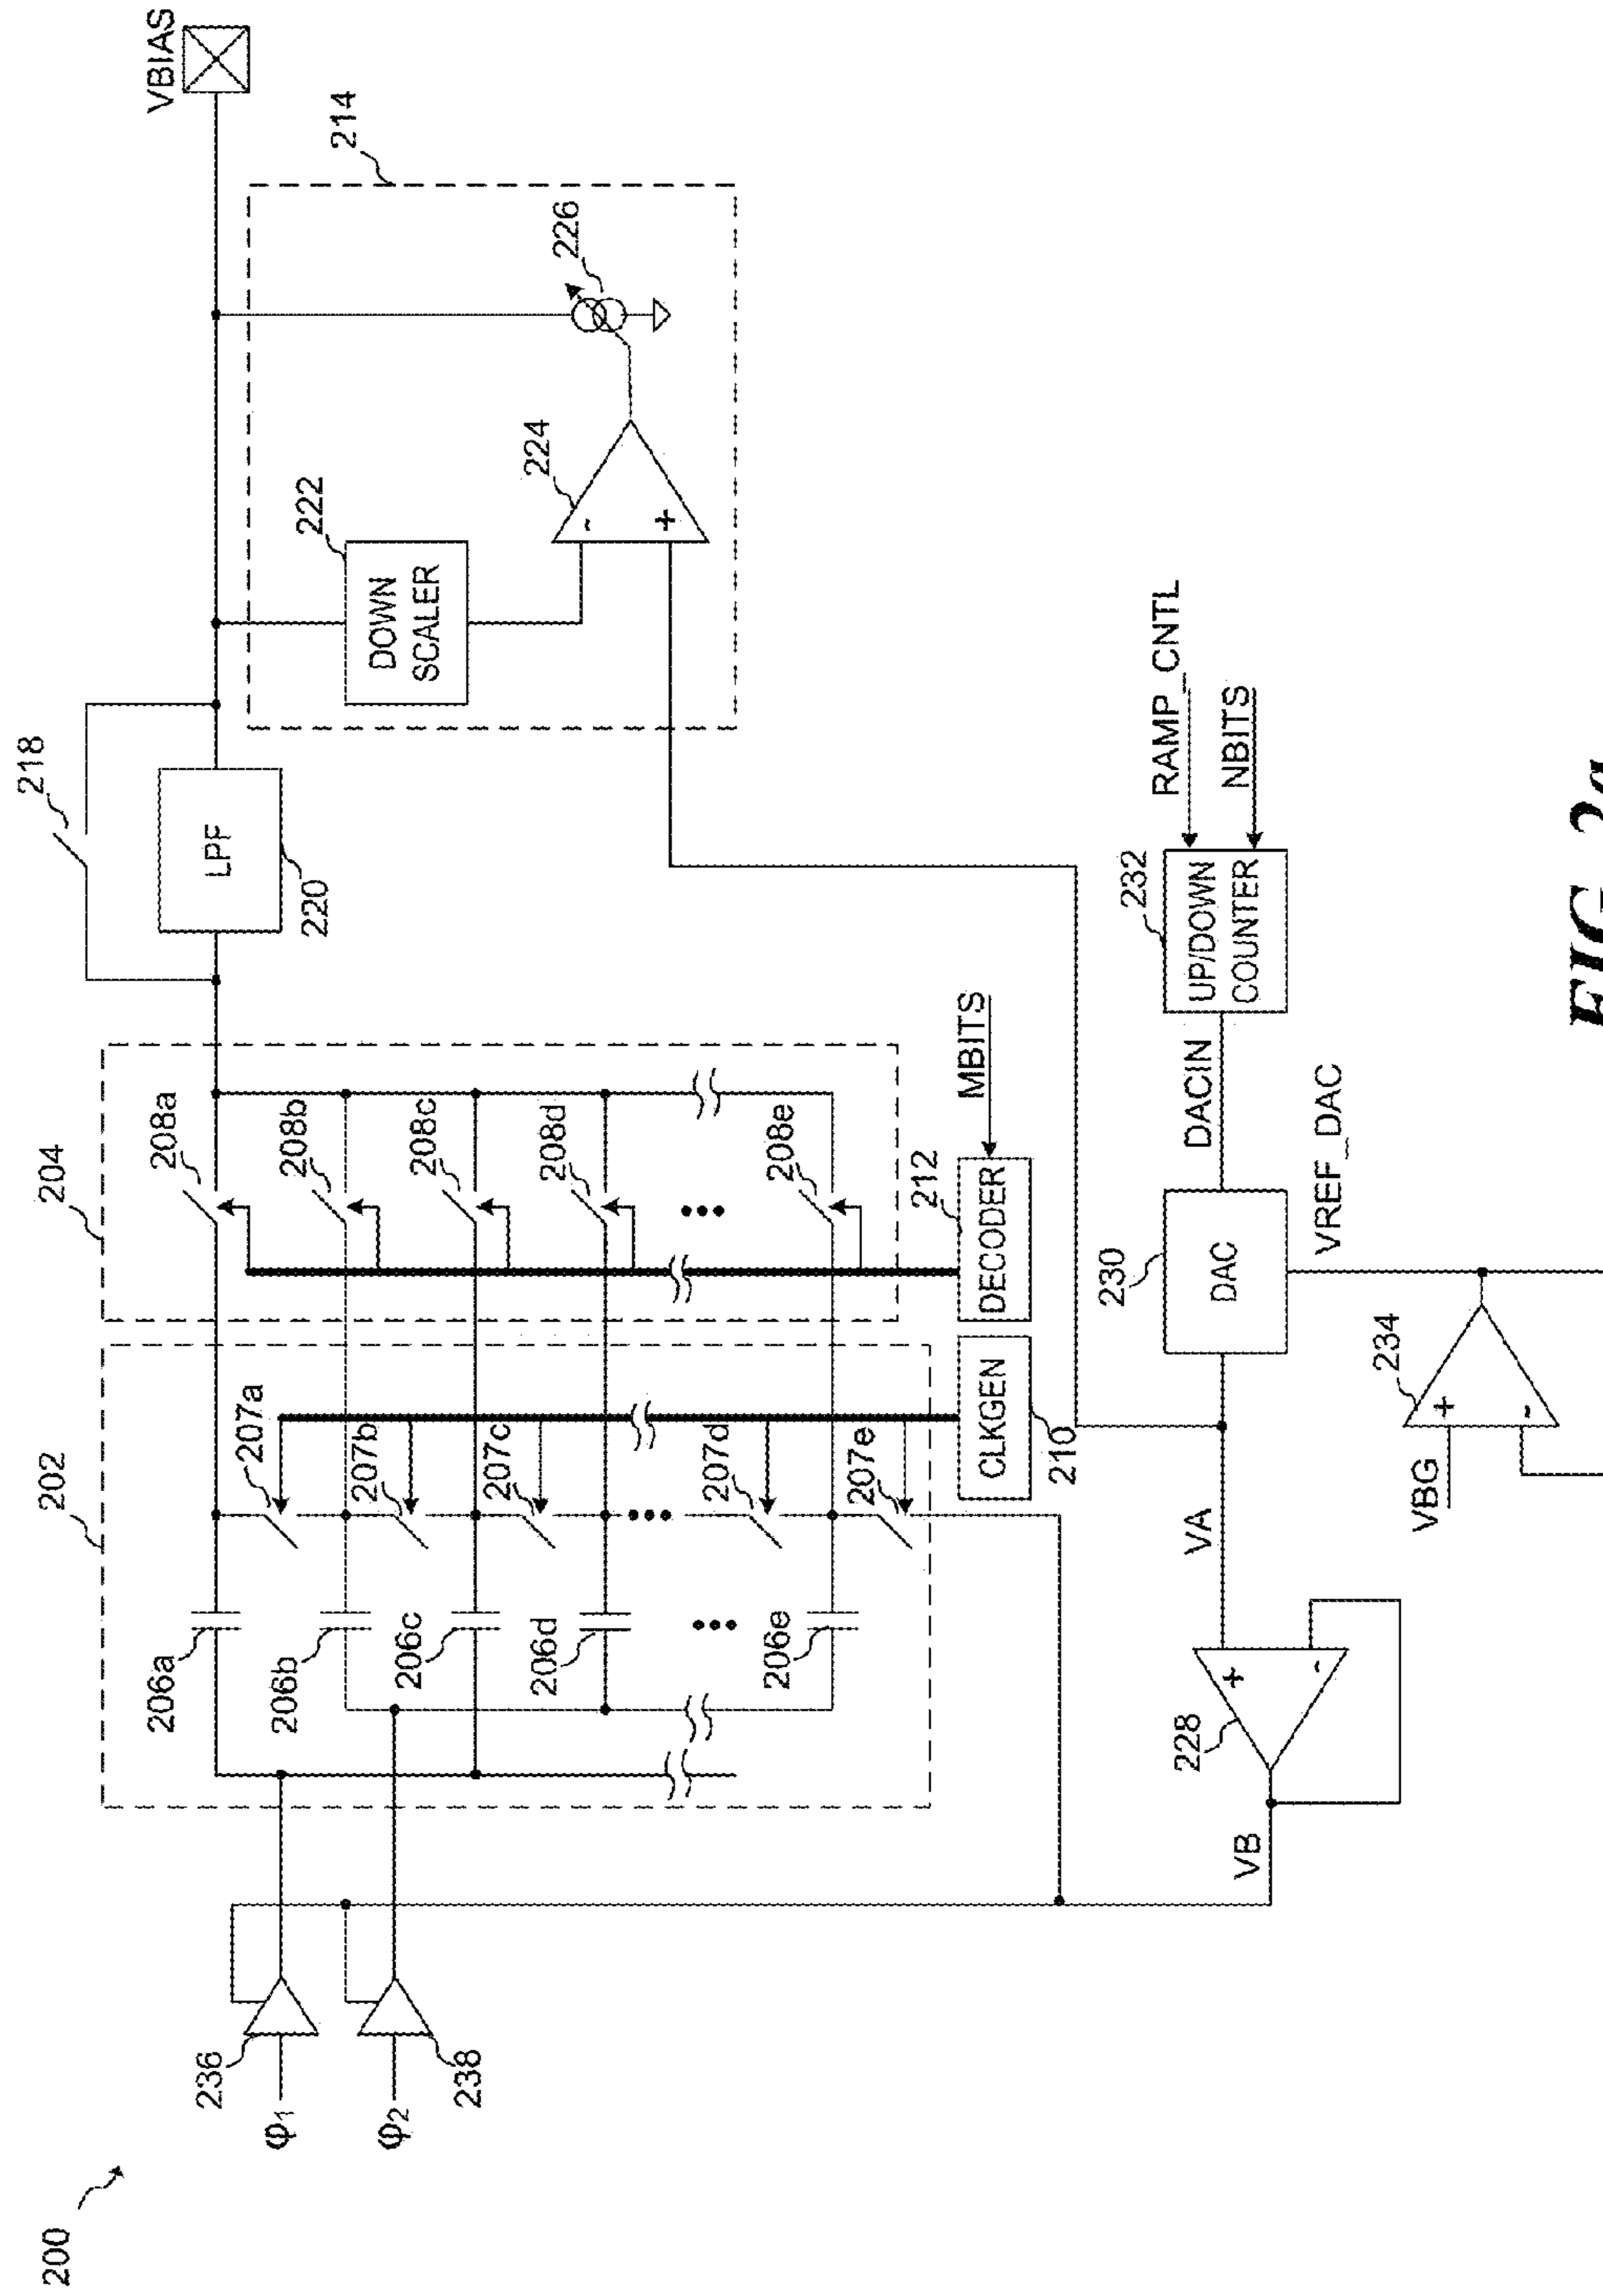 200
φ1
φ2
236
238
202
206a
206b
206c
206d
206e
207a
207b
207c
207d
207e
204
208a
208b
208c
208d
208e
CLKGEN
210
DECODER
212
MBITS
218
LPF
220
VBIAS
214
222
DOWN
SCALER
224
-
+
226
VB
228
+
-
VA
230
DAC
DACIN
232
UP/DOWN
COUNTER
RAMP_CNTL
NBITS
VREF_DAC
234
VBG
+
-